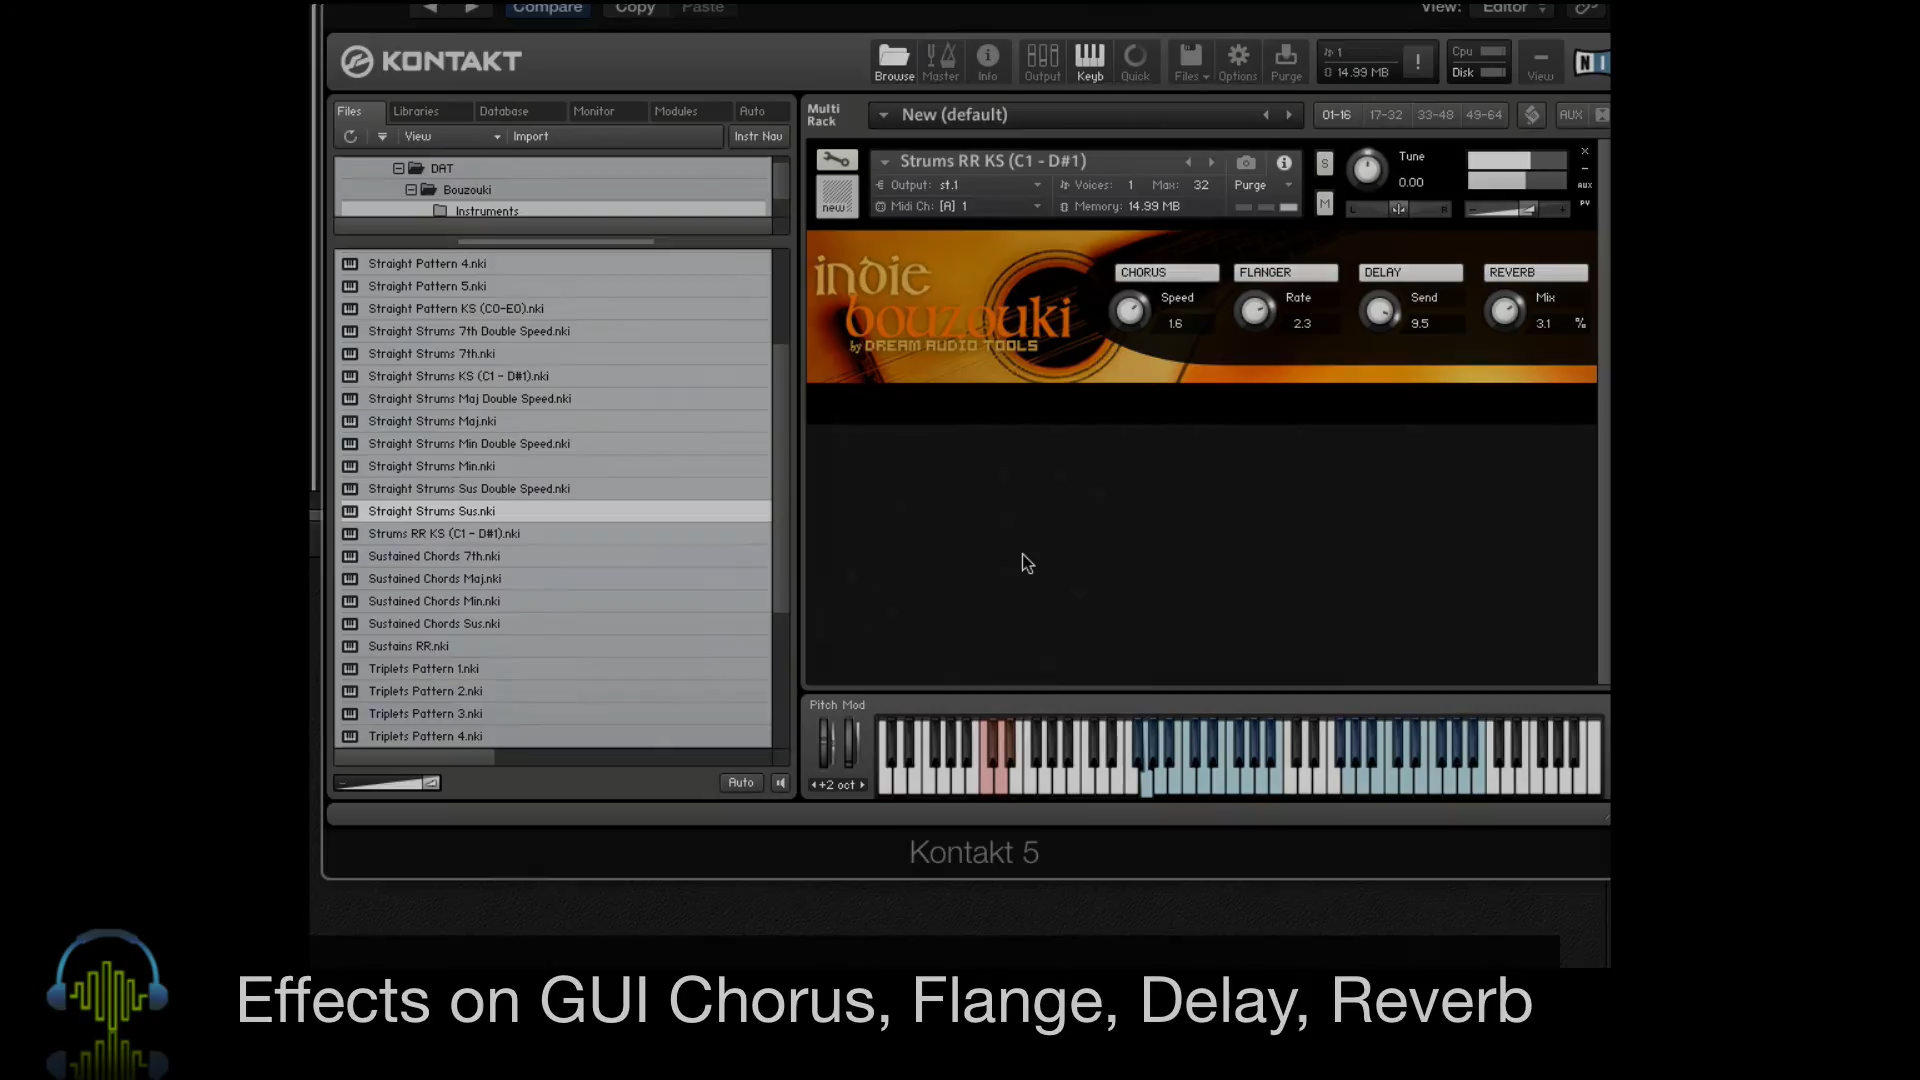 Compare Copy Paste View: Editor
KONTAKT
Browse Master Info Output Keyb Quick Files Options Purge 1 14.99 MB ! Cpu Disk View NI
Files Libraries Database Monitor Modules Auto
View Import Instr Nav
DAT
Bouzouki
Instruments
Straight Pattern 4.nki
Straight Pattern 5.nki
Straight Pattern KS (C0-E0).nki
Straight Strums 7th Double Speed.nki
Straight Strums 7th.nki
Straight Strums KS (C1 - D#1).nki
Straight Strums Maj Double Speed.nki
Straight Strums Maj.nki
Straight Strums Min Double Speed.nki
Straight Strums Min.nki
Straight Strums Sus Double Speed.nki
Straight Strums Sus.nki
Strums RR KS (C1 - D#1).nki
Sustained Chords 7th.nki
Sustained Chords Maj.nki
Sustained Chords Min.nki
Sustained Chords Sus.nki
Sustains RR.nki
Triplets Pattern 1.nki
Triplets Pattern 2.nki
Triplets Pattern 3.nki
Triplets Pattern 4.nki
Auto
Multi Rack
New (default)
01-16 17-32 33-48 49-64 AUX
Strums RR KS (C1 - D#1)
Output: st.1 Voices: 1 Max: 32 Purge
Midi Ch: [A] 1 Memory: 14.99 MB
new
S
M
Tune
0.00
L R
AUX
PV
indie
bouzouki
by DREAM AUDIO TOOLS
CHORUS FLANGER DELAY REVERB
Speed Rate Send Mix
1.6 2.3 9.5 3.1 %
Pitch Mod
+2 oct
Kontakt 5
Effects on GUI Chorus, Flange, Delay, Reverb